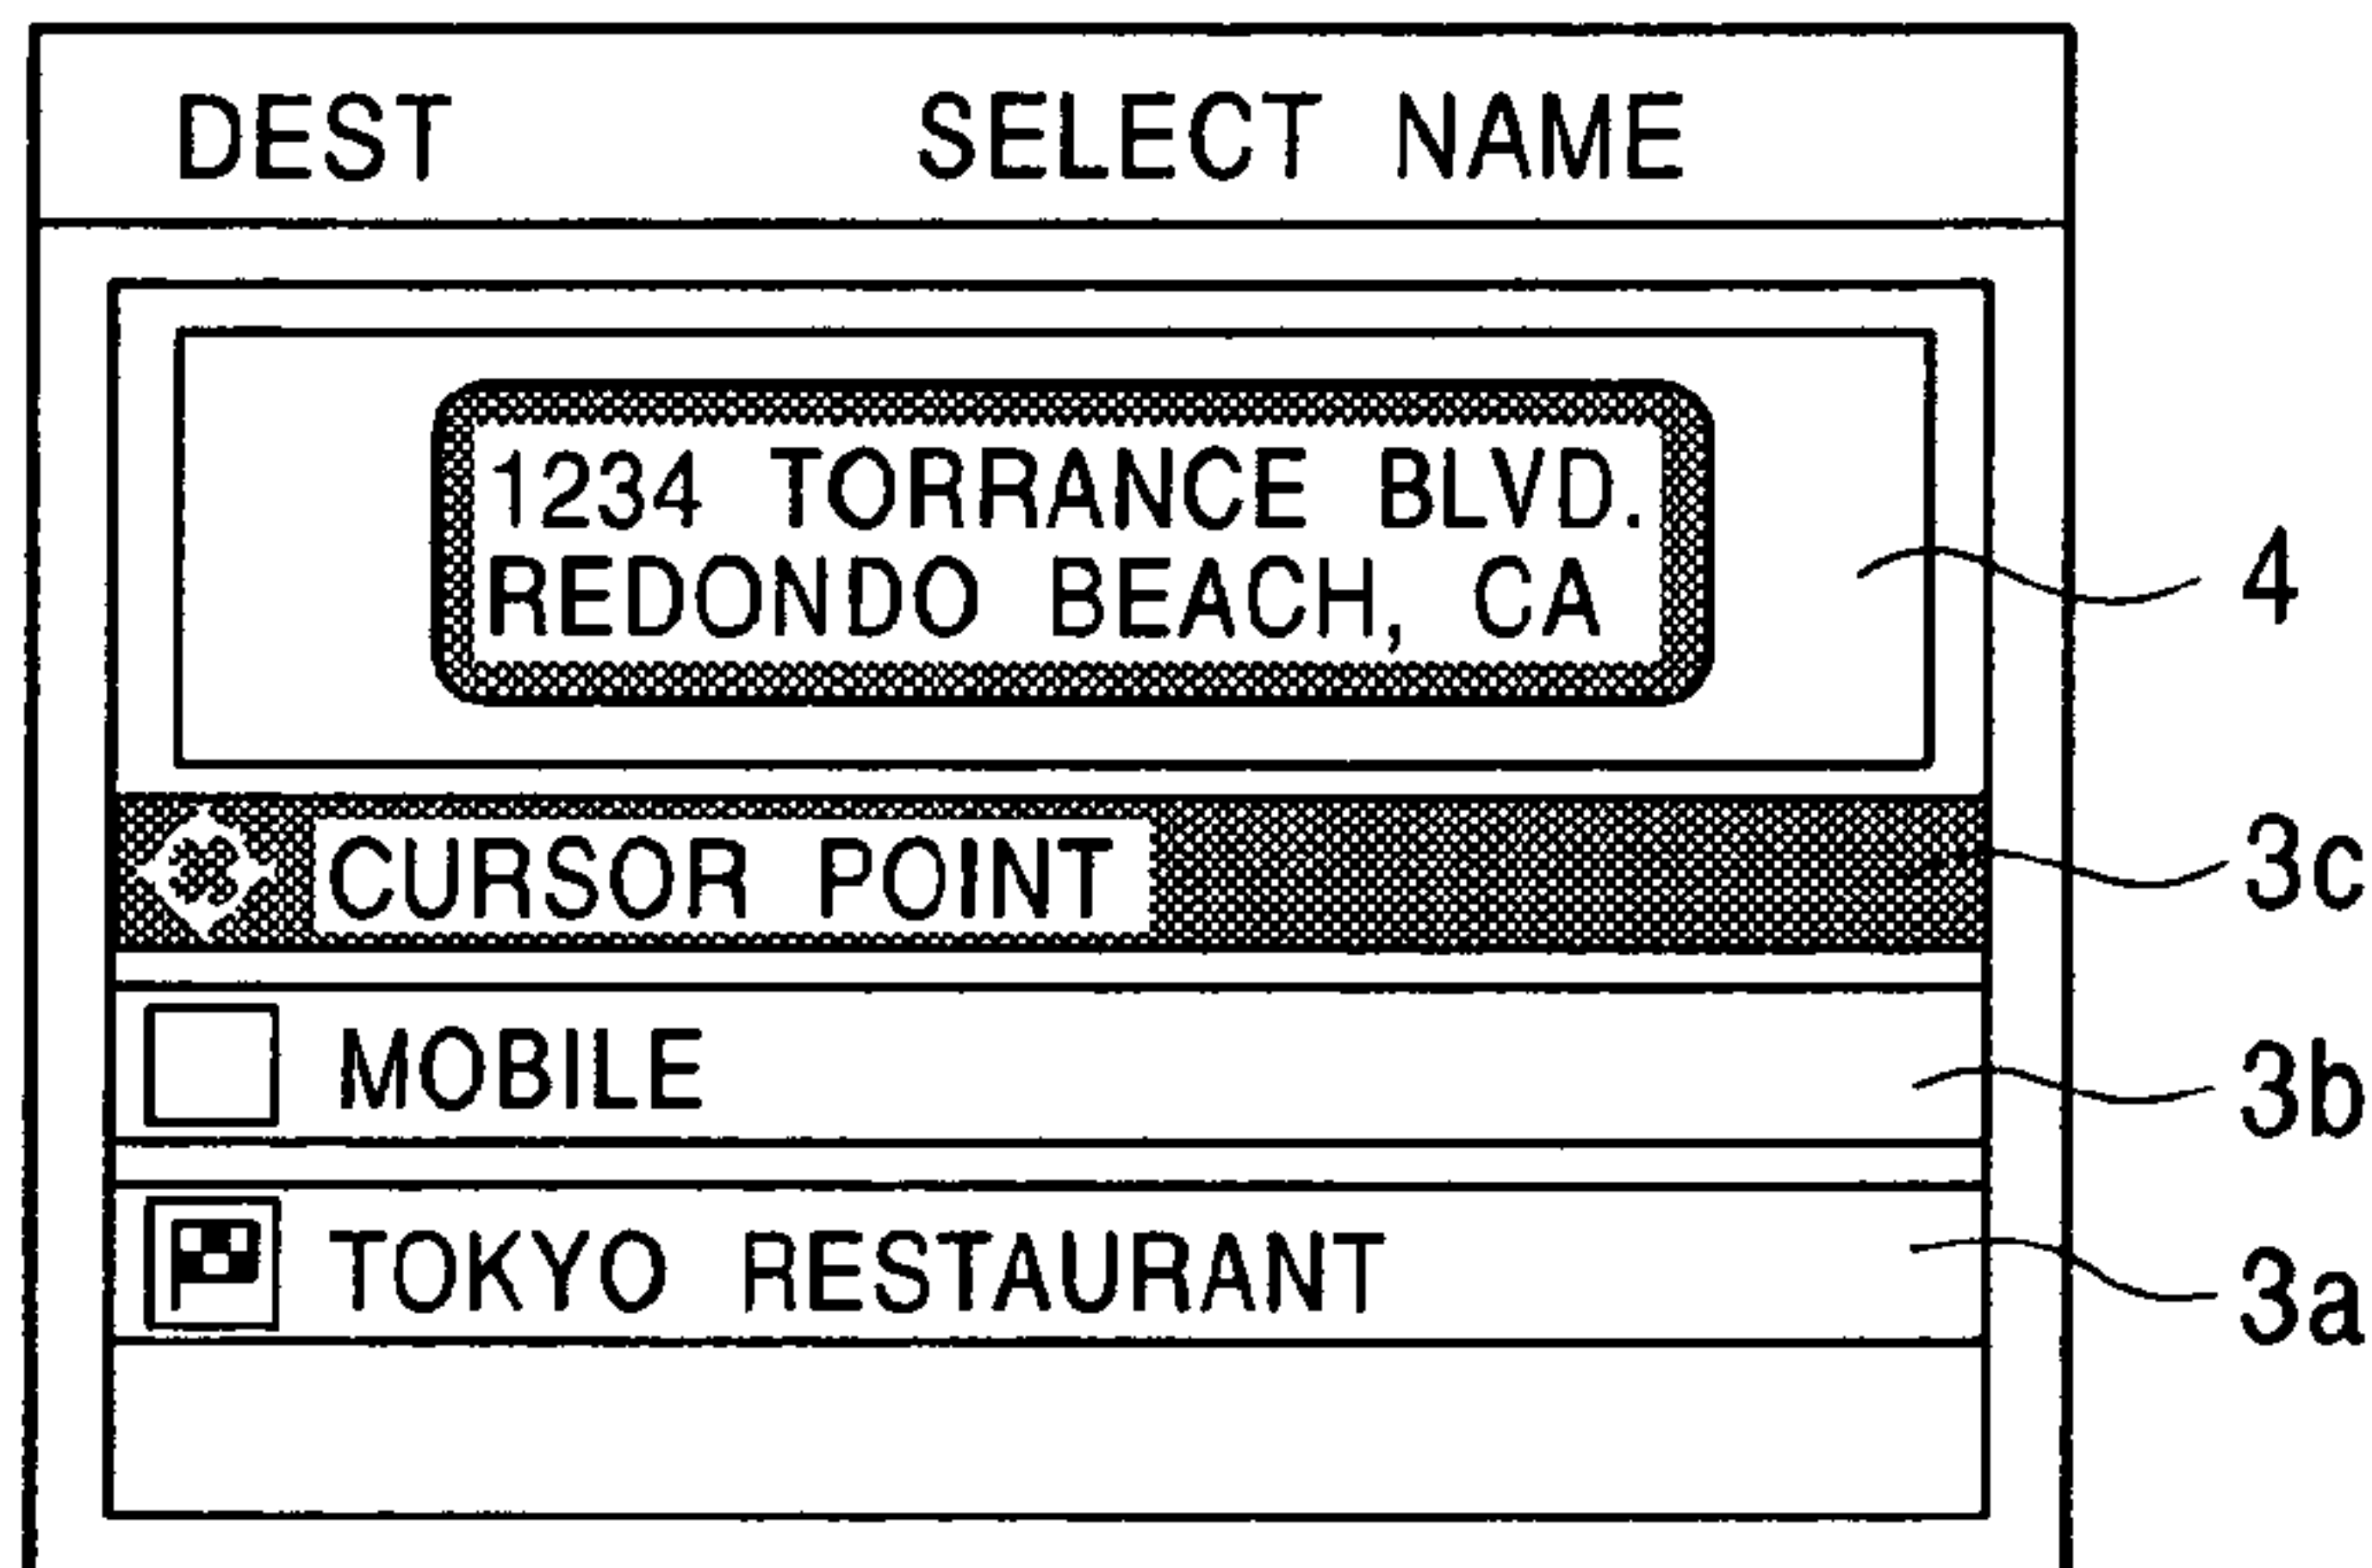 DEST SELECT NAME
1234 TORRANCE BLVD.
REDONDO BEACH, CA
4
CURSOR POINT
3c
MOBILE
3b
TOKYO RESTAURANT
3a